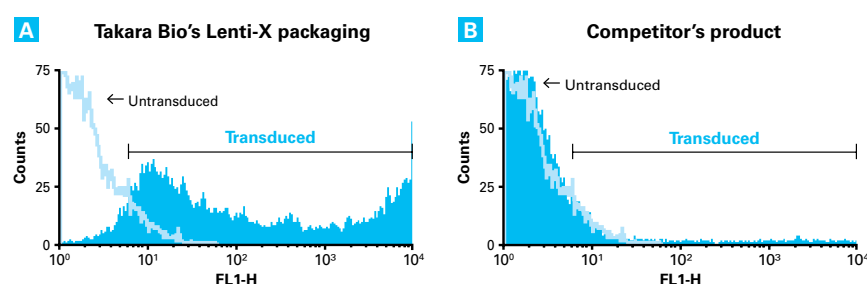 A Takara Bio’s Lenti-X packaging
75
50
25
0
Counts
← Untransduced
Transduced
10⁰ 10¹ 10² 10³ 10⁴
FL1-H
B Competitor’s product
75
50
25
0
Counts
← Untransduced
Transduced
10⁰ 10¹ 10² 10³ 10⁴
FL1-H